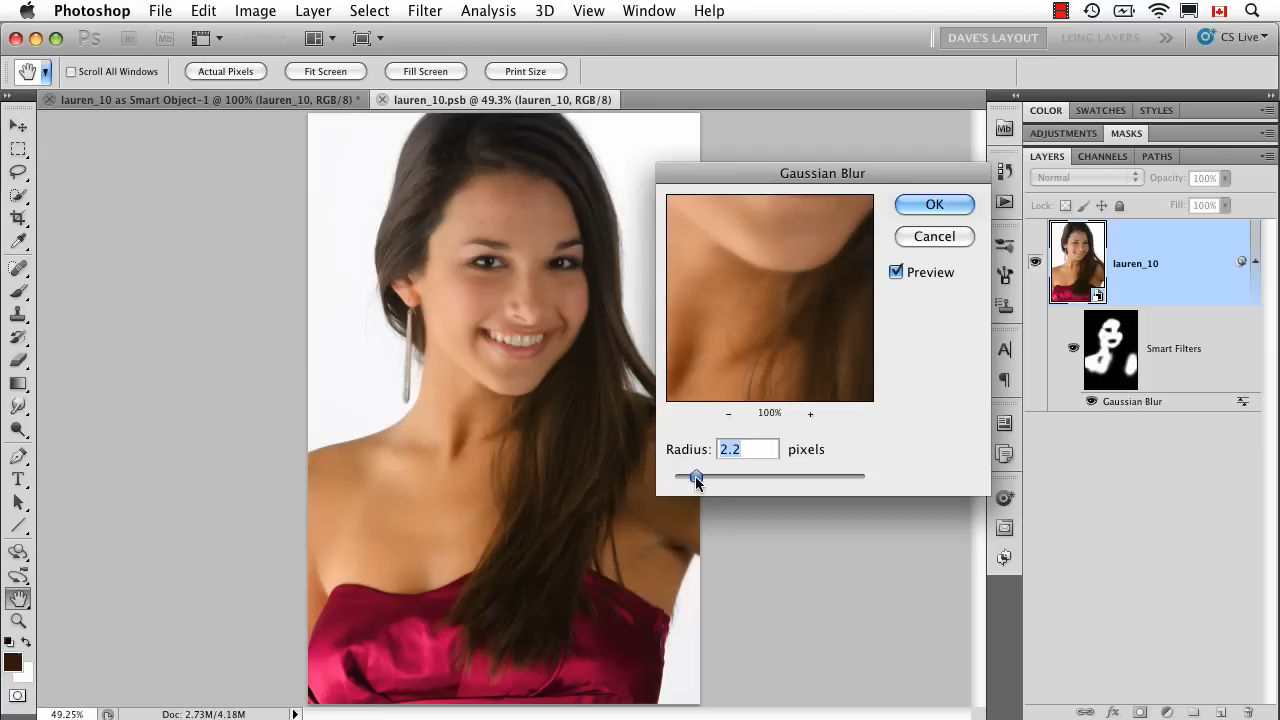 Photoshop File Edit Image Layer Select Filter Analysis 3D View Window Help
Ps Br Mb DAVE'S LAYOUT LONG LAYERS CS Live
Scroll All Windows Actual Pixels Fit Screen Fill Screen Print Size
lauren_10 as Smart Object-1 @ 100% (lauren_10, RGB/8) * lauren_10.psb @ 49.3% (lauren_10, RGB/8)
COLOR SWATCHES STYLES
Mb
ADJUSTMENTS MASKS
LAYERS CHANNELS PATHS
Gaussian Blur
Normal Opacity: 100%
OK
Lock: Fill: 100%
Cancel
Preview
lauren_10
Smart Filters
Gaussian Blur
100%
Radius: 2.2 pixels
49.25% Doc: 2.73M/4.18M